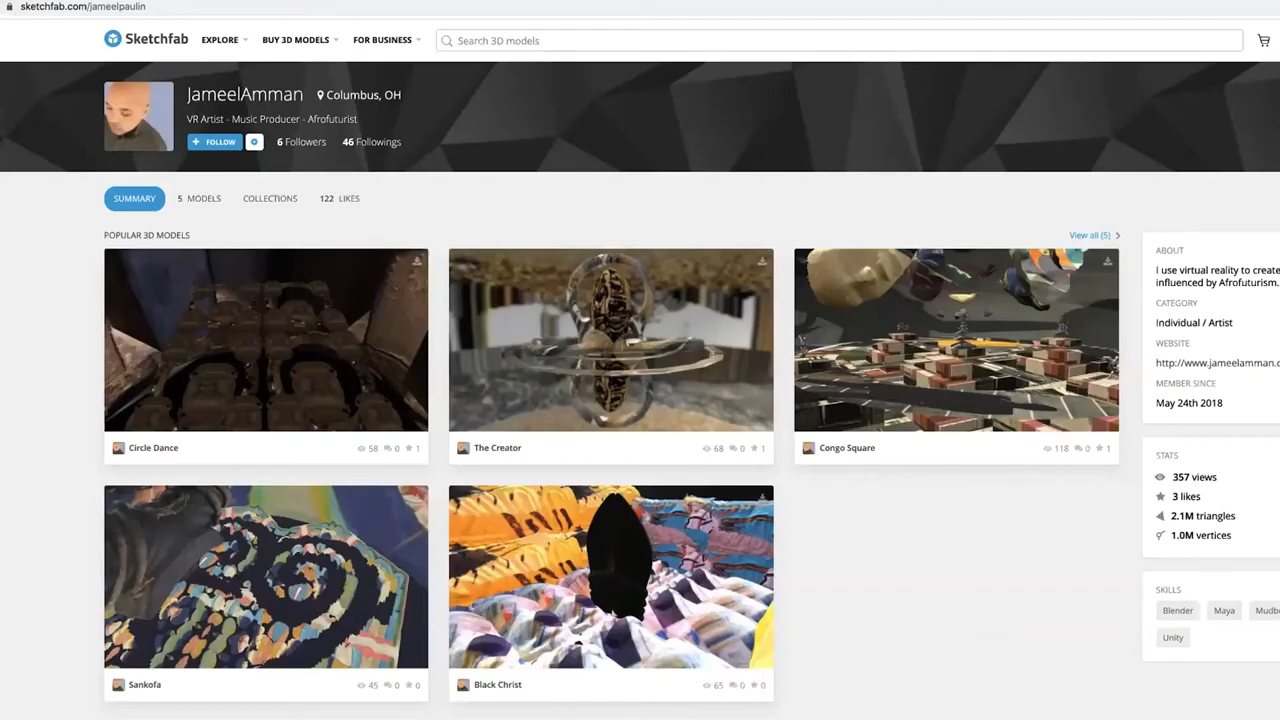 sketchfab.com/jameelpaulin
Sketchfab EXPLORE BUY 3D MODELS FOR BUSINESS Search 3D models
JameelAmman Columbus, OH
VR Artist - Music Producer - Afrofuturist
+ FOLLOW 6 Followers 46 Followings
SUMMARY 5 MODELS COLLECTIONS 122 LIKES
POPULAR 3D MODELS View all (5)
Circle Dance 58 0 1
The Creator 68 0 1
Congo Square 118 0 1
Sankofa 45 0 0
Black Christ 65 0 0
ABOUT
I use virtual reality to create
influenced by Afrofuturism.
CATEGORY
Individual / Artist
WEBSITE
http://www.jameelamman.c
MEMBER SINCE
May 24th 2018
STATS
357 views
3 likes
2.1M triangles
1.0M vertices
SKILLS
Blender Maya Mudb
Unity